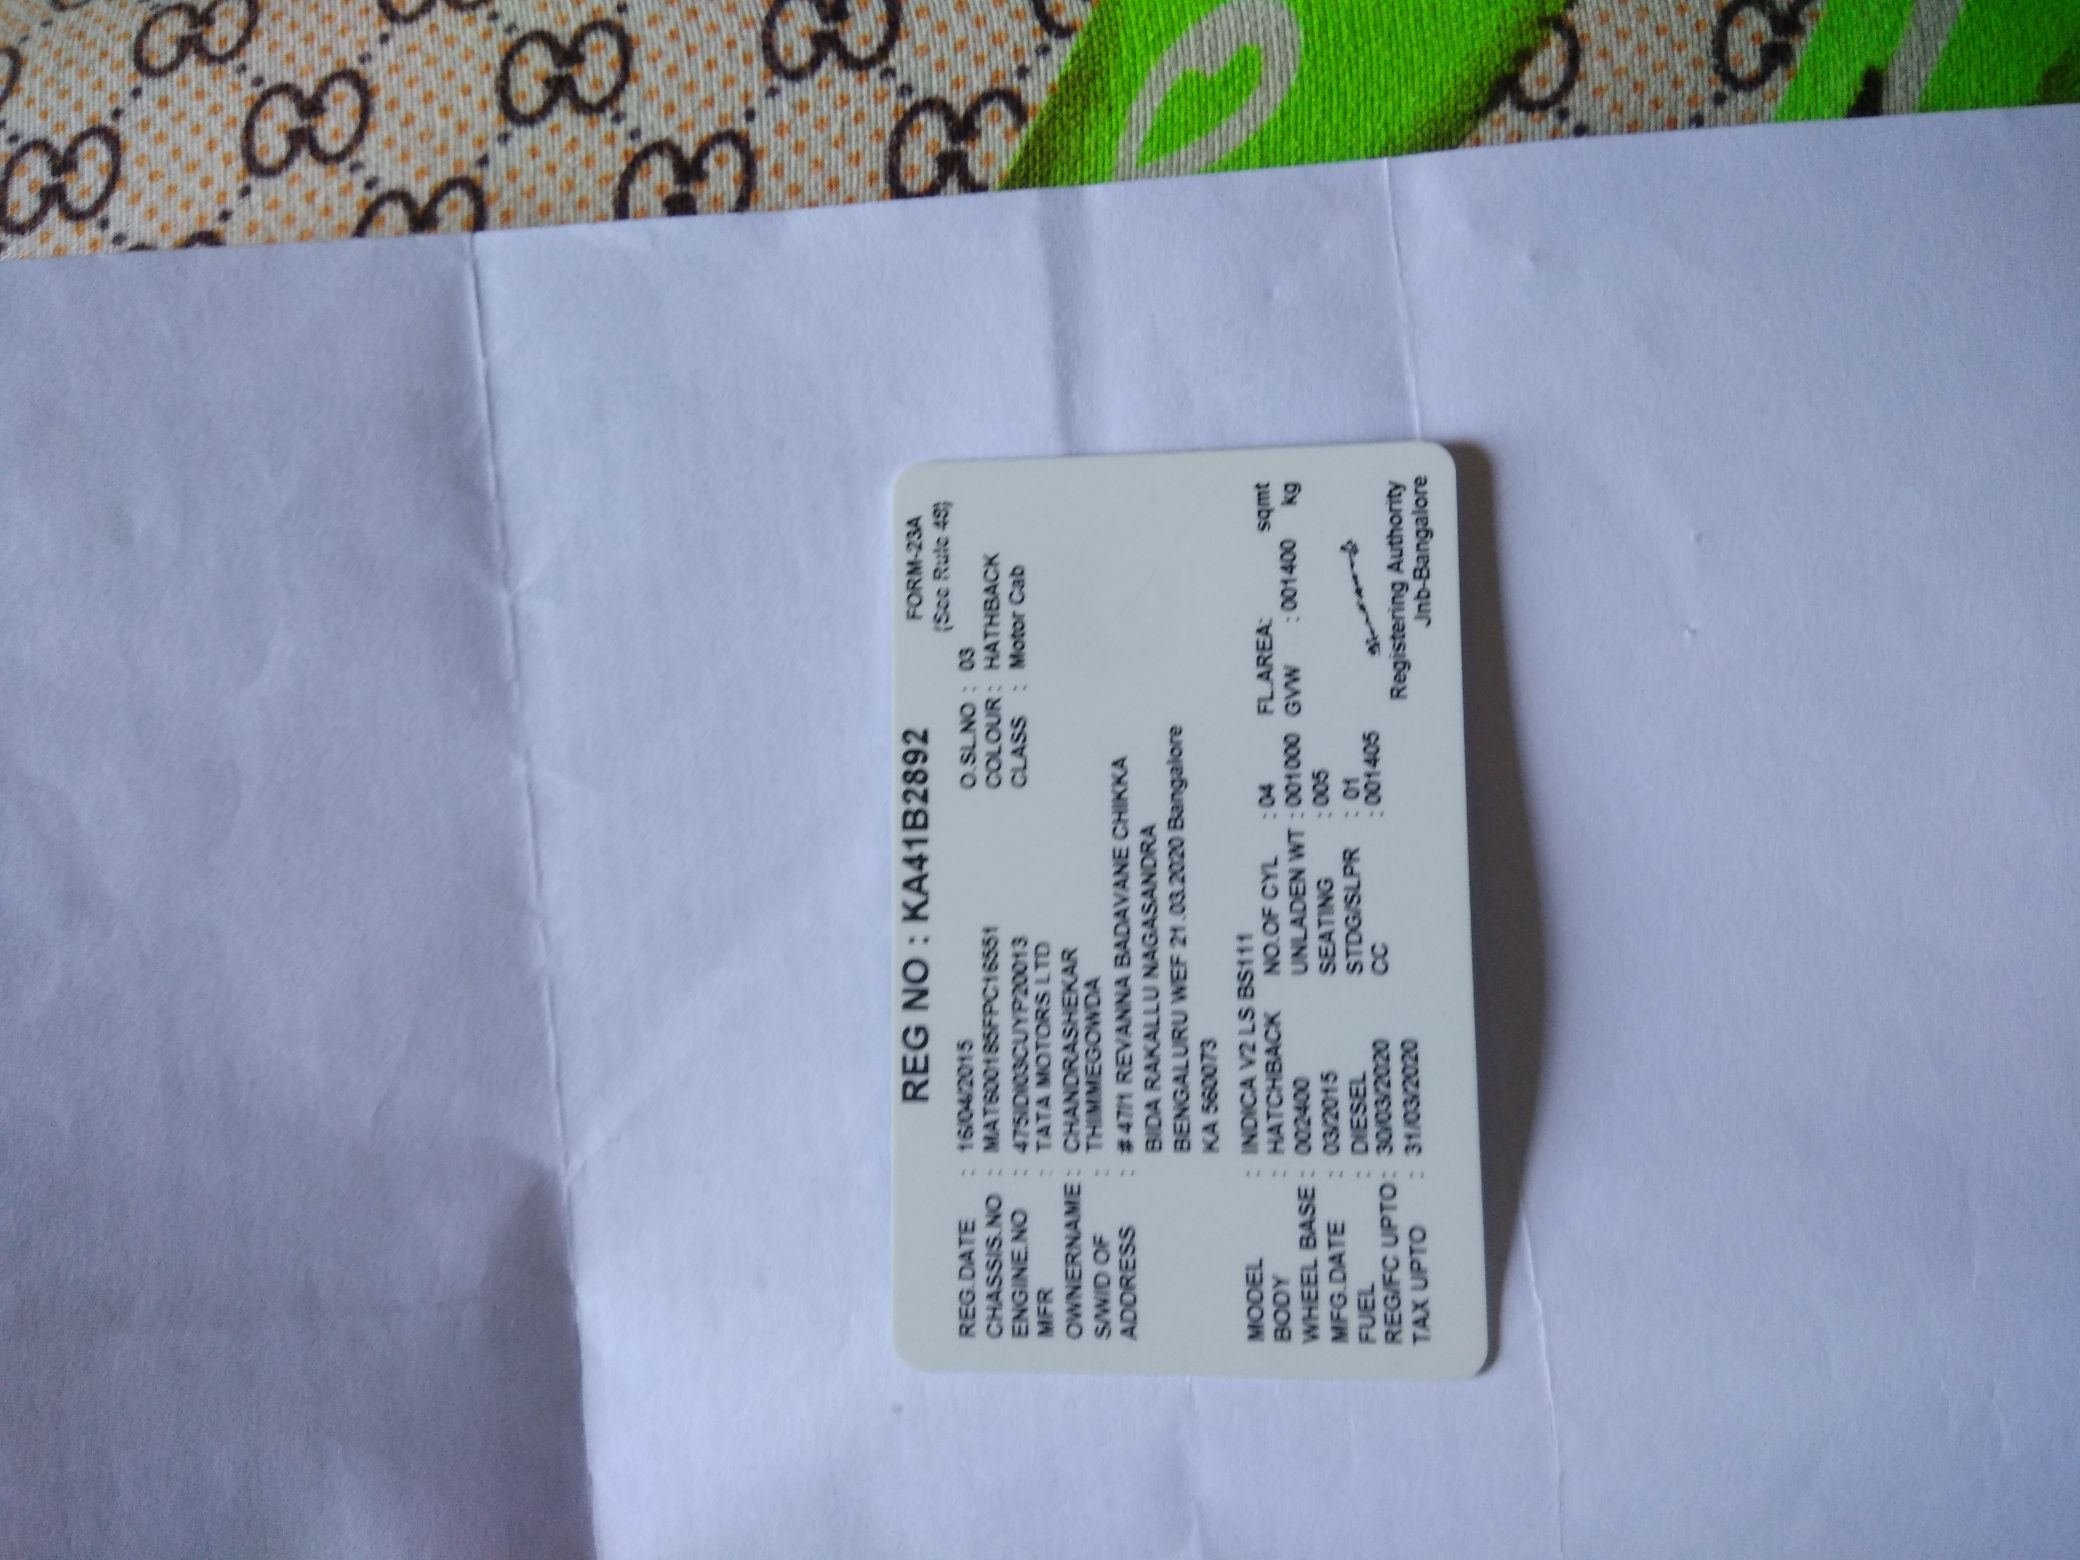 FORM-23A
(See Rule 48)
REG NO : KA41B2892
REG.DATE : 16/04/2015 O.SLNO : 03
CHASSIS.NO : MAT600185FPC16551 COLOUR : HATHBACK
ENGINE.NO : 475IDI03CUYP20013 CLASS : Motor Cab
MFR : TATA MOTORS LTD
OWNERNAME : CHANDRASHEKAR
S/W/D OF : THIMMEGOWDA
ADDRESS : # 47/1 REVANNA BADAVANE CHIKKA
BIDA RAKALLU NAGASANDRA
BENGALURU WEF 21.03.2020 Bangalore
KA 560073
MODEL : INDICA V2 LS BS111
BODY : HATCHBACK NO.OF CYL : 04 FL.AREA: sqmt
WHEEL BASE : 002400 UNLADEN WT : 001000 GVW : 001400 kg
MFG.DATE : 03/2015 SEATING : 005
FUEL : DIESEL STDG/SLPR : 01
REG/FC UPTO : 30/03/2020 CC : 001405
TAX UPTO : 31/03/2020
Registering Authority
Jnb-Bangalore